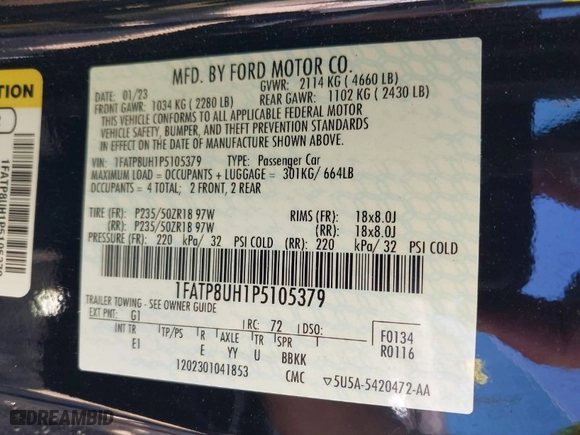 MFD. BY FORD MOTOR CO.
DATE: 01/23 GVWR: 2114 KG ( 4660 LB)
FRONT GAWR: 1034 KG ( 2280 LB) REAR GAWR: 1102 KG ( 2430 LB)
THIS VEHICLE CONFORMS TO ALL APPLICABLE FEDERAL MOTOR
VEHICLE SAFETY, BUMPER, AND THEFT PREVENTION STANDARDS
IN EFFECT ON THE DATE OF MANUFACTURE SHOWN ABOVE.
VIN: 1FATP8UH1P5105379 TYPE: Passenger Car
MAXIMUM LOAD = OCCUPANTS + LUGGAGE = 301KG/ 664LB
OCCUPANTS = 4 TOTAL; 2 FRONT, 2 REAR
TIRE (FR): P235/50ZR18 97W RIMS (FR): 18x8.0J
(RR): P235/50ZR18 97W (RR): 18x8.0J
PRESSURE (FR): 220 kPa/ 32 PSI COLD (RR): 220 kPa/ 32 PSI COLD
1FATP8UH1P5105379
TRAILER TOWING - SEE OWNER GUIDE
EXT PNT: G1 RC: 72 DSO:
F0134
R0116
INT TR TP/PS R AXLE TR SPR
E1 E YY U BBKK
1202301041853 CMC 5U5A-5420472-AA
TION
1FATP8UH1P5105379
DREAMBID